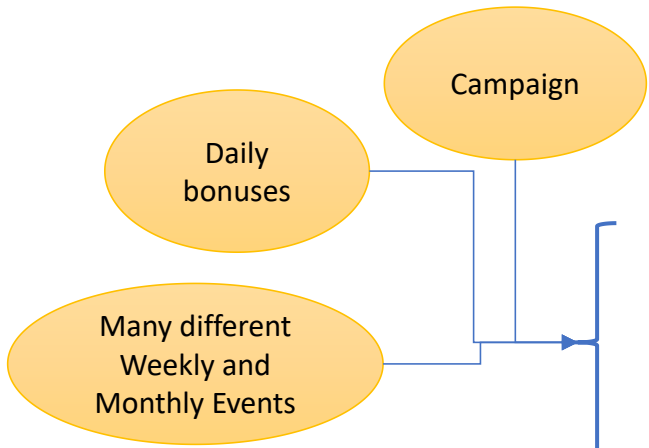 Campaign
Daily
bonuses
Many different
Weekly and
Monthly Events